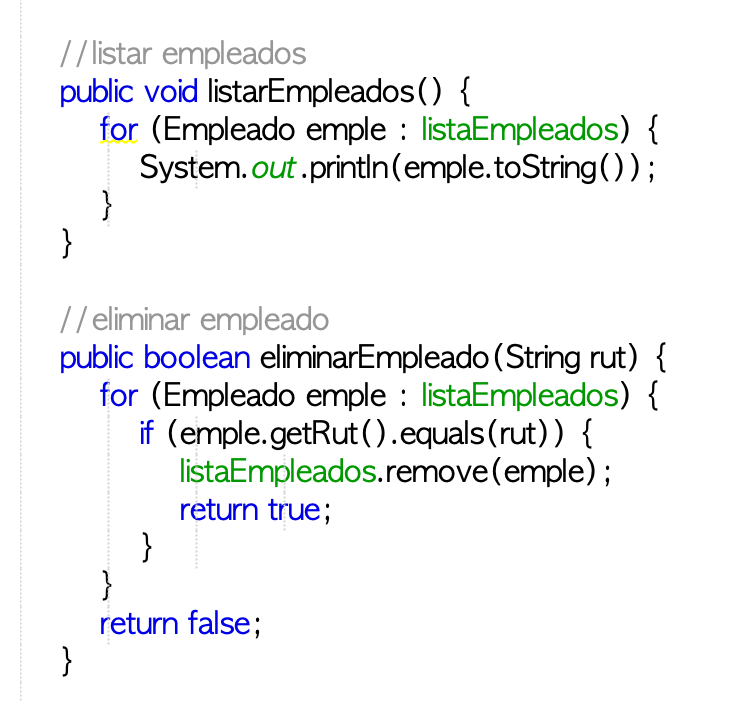 //listar empleados
public void listarEmpleados() {
for (Empleado emple : listaEmpleados) {
System.out.println(emple.toString());
}
}
//eliminar empleado
public boolean eliminarEmpleado(String rut) {
for (Empleado emple : listaEmpleados) {
if (emple.getRut().equals(rut)) {
listaEmpleados.remove(emple);
return true;
}
}
return false;
}